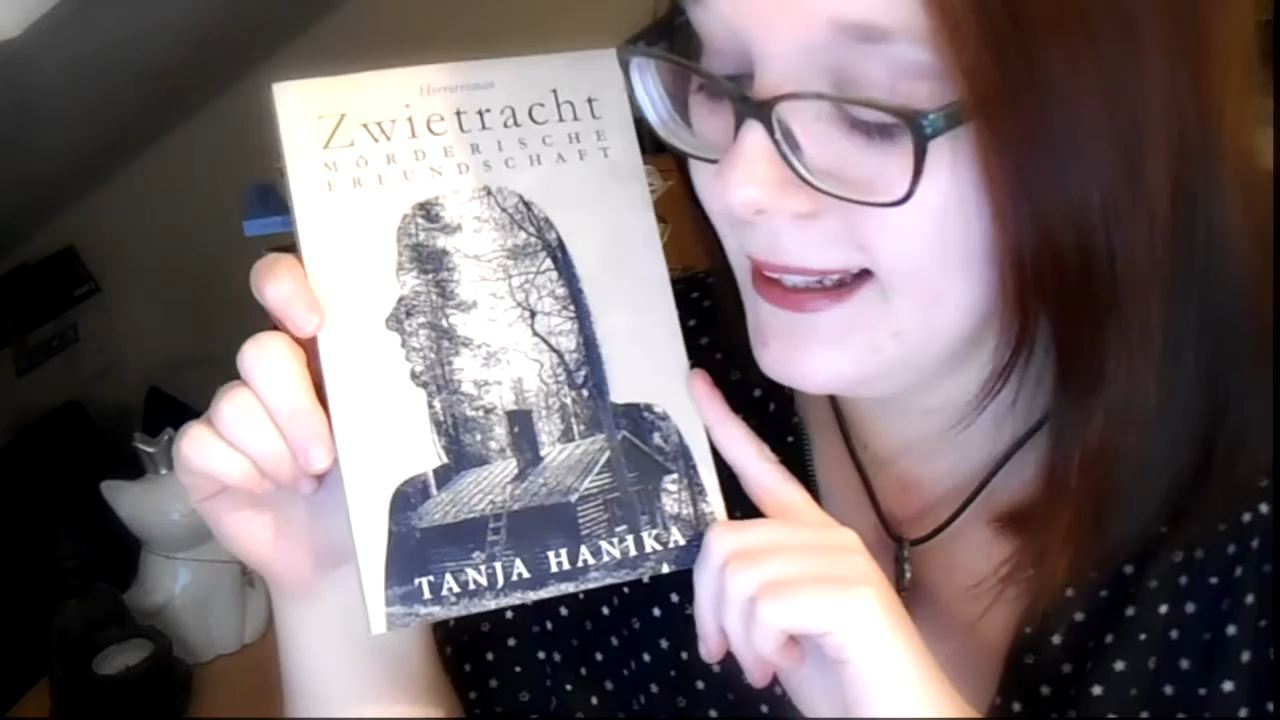 Horrorroman
Zwietracht
MÖRDERISCHE
FREUNDSCHAFT
TANJA HANIKA